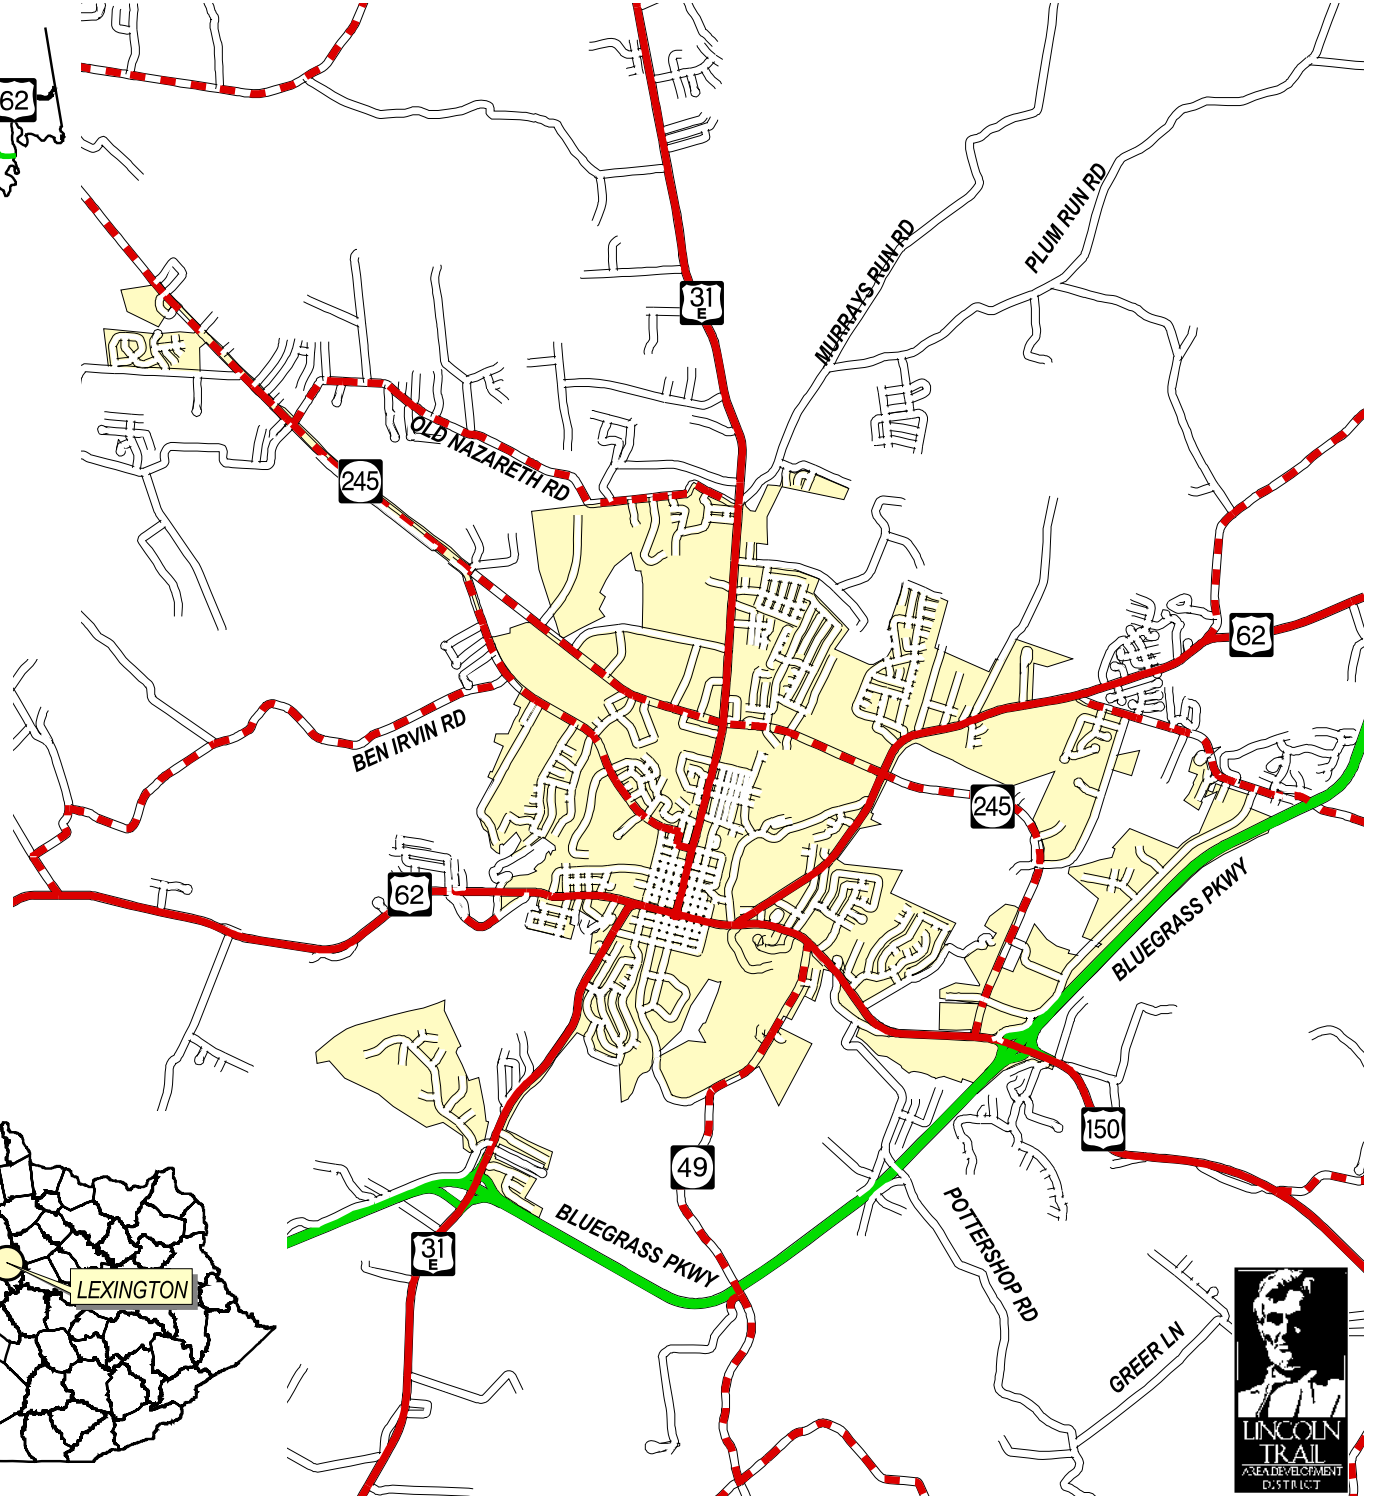 62
PLUM RUN RD
MURRAYS RUN RD
31
E
OLD NAZARETH RD
245
62
BEN IRVIN RD
245
62
BLUEGRASS PKWY
150
49
POTTERSHOP RD
BLUEGRASS PKWY
31
E
LEXINGTON
GREER LN
LINCOLN
TRAIL
AREA DEVELOPMENT
DISTRICT